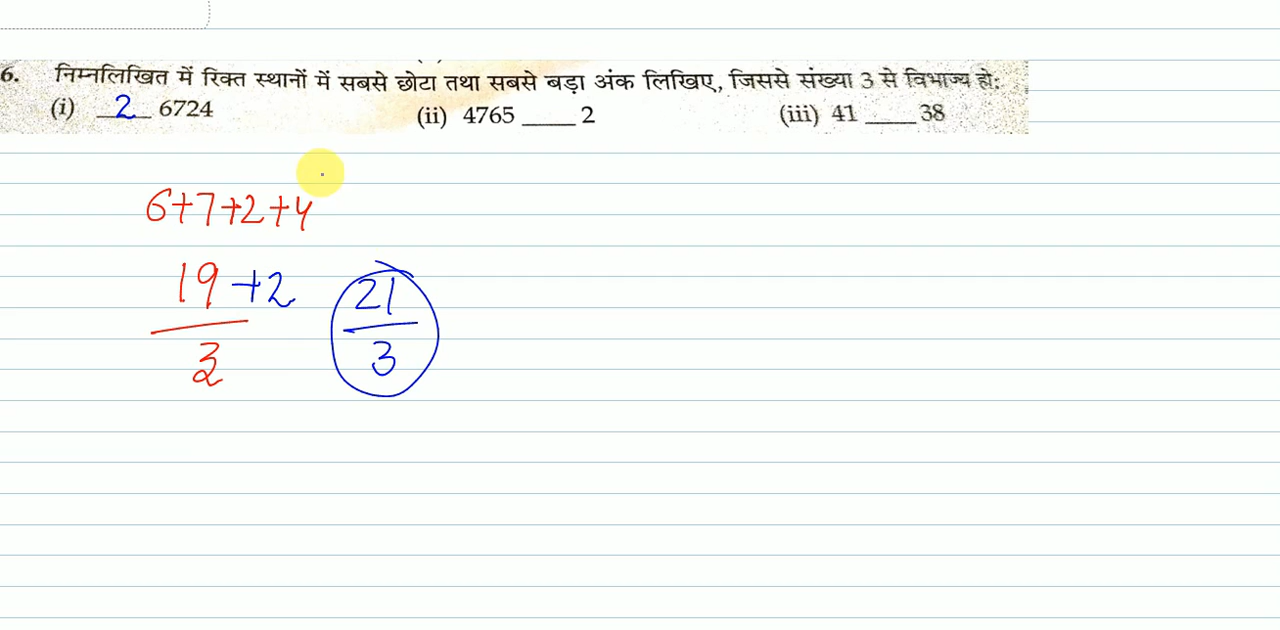 6. निम्नलिखित में रिक्त स्थानों में सबसे छोटा तथा सबसे बड़ा अंक लिखिए, जिससे संख्या 3 से विभाज्य हो:
(i) __2__ 6724 (ii) 4765 ____ 2 (iii) 41 ____ 38
6+7+2+4
19 +2 21
3 3